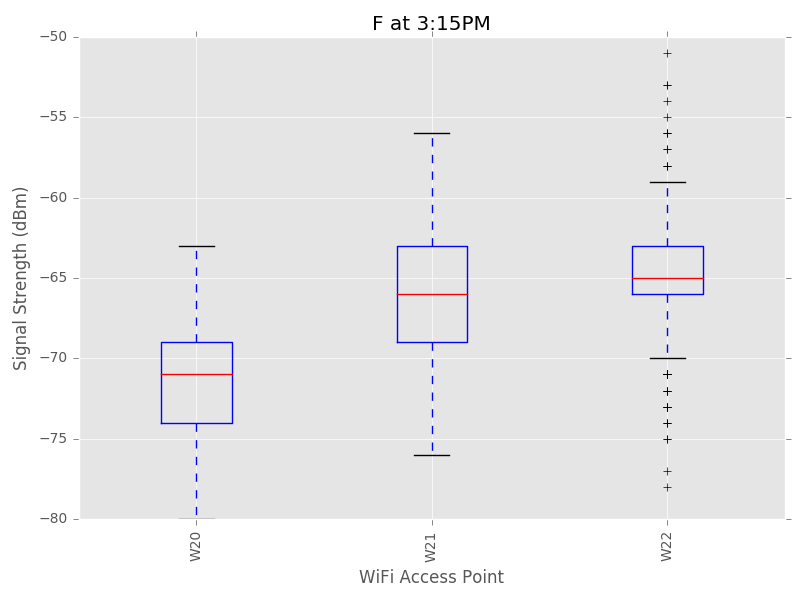 F at 3:15PM
−50
−55
−60
−65
−70
−75
−80
Signal Strength (dBm)
W20
W21
W22
WiFi Access Point